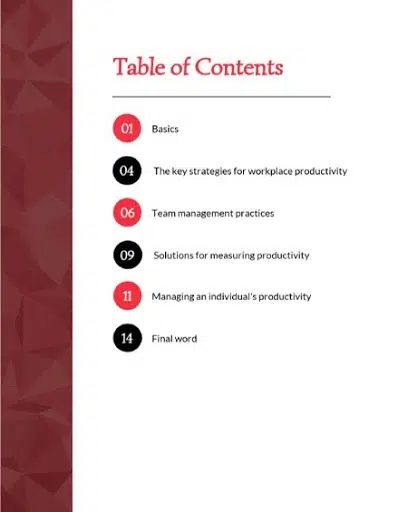 Table of Contents
01 Basics
04 The key strategies for workplace productivity
06 Team management practices
09 Solutions for measuring productivity
11 Managing an individual's productivity
14 Final word